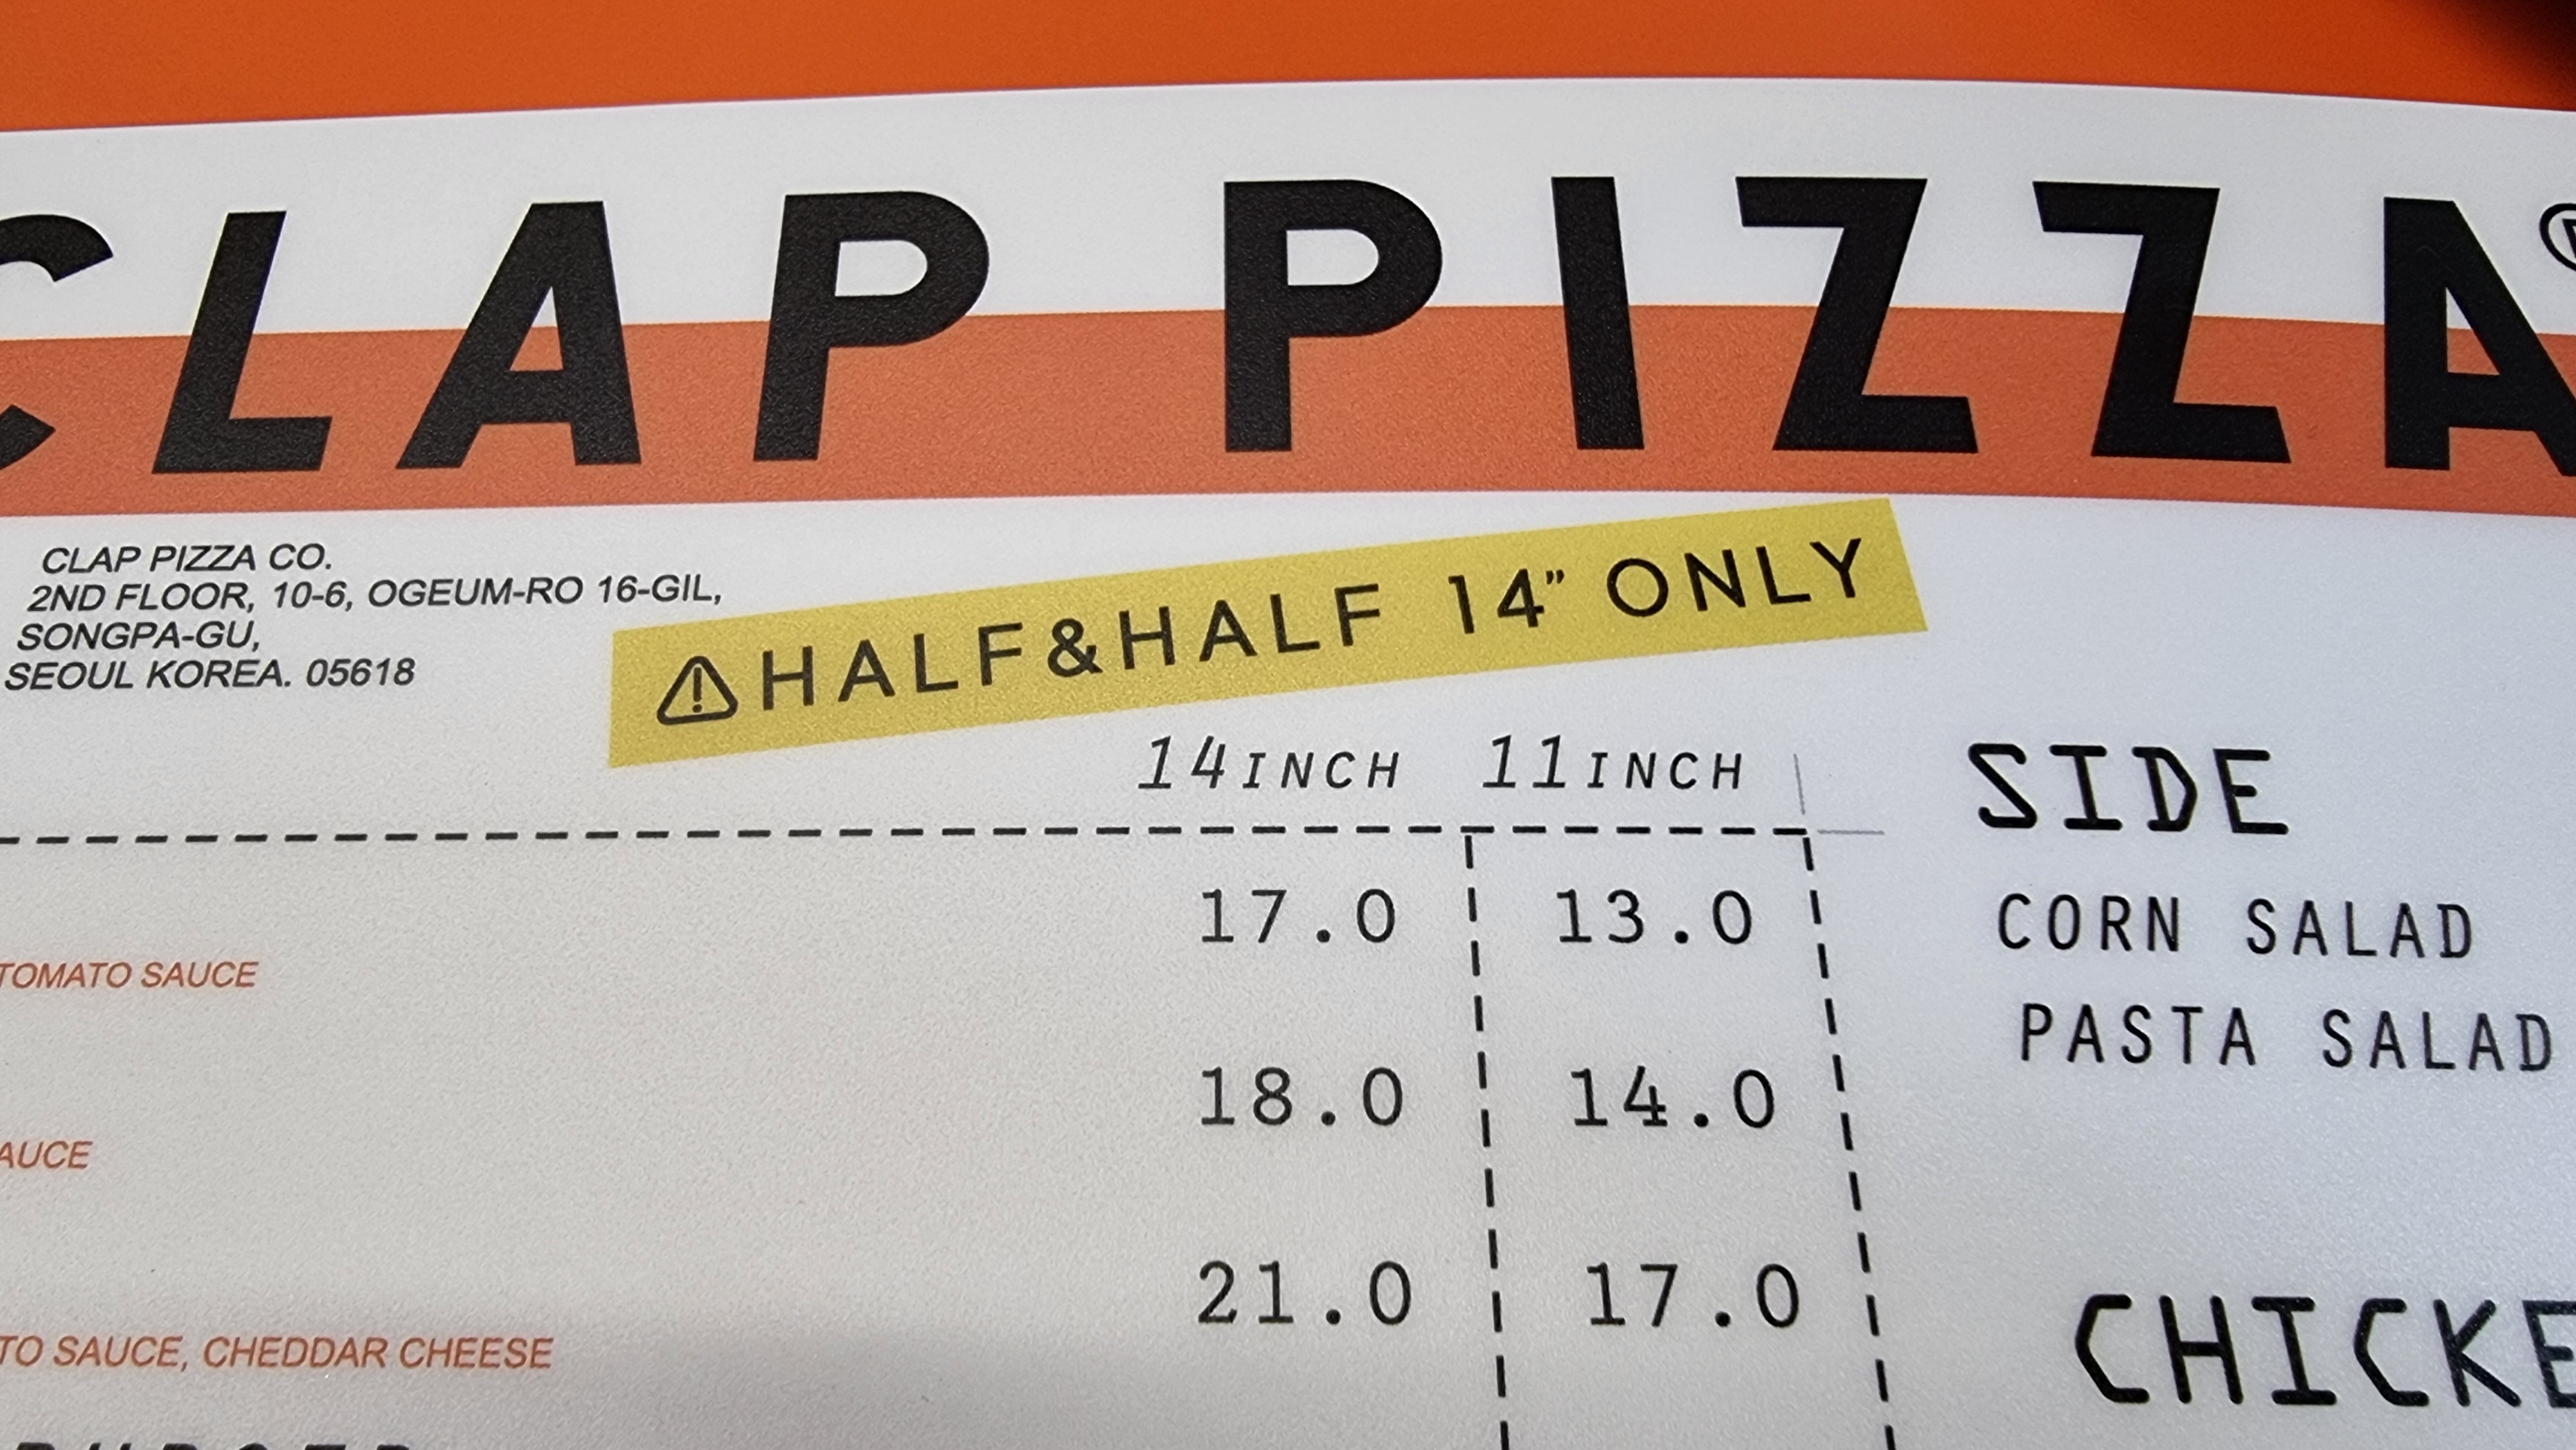 CLAP PIZZA®
CLAP PIZZA CO.
2ND FLOOR, 10-6, OGEUM-RO 16-GIL,
SONGPA-GU,
SEOUL KOREA. 05618
⚠HALF&HALF 14” ONLY
14INCH 11INCH
17.0 13.0
TOMATO SAUCE
18.0 14.0
21.0 17.0
SAUCE, CHEDDAR CHEESE
SIDE
CORN SALAD
PASTA SALAD